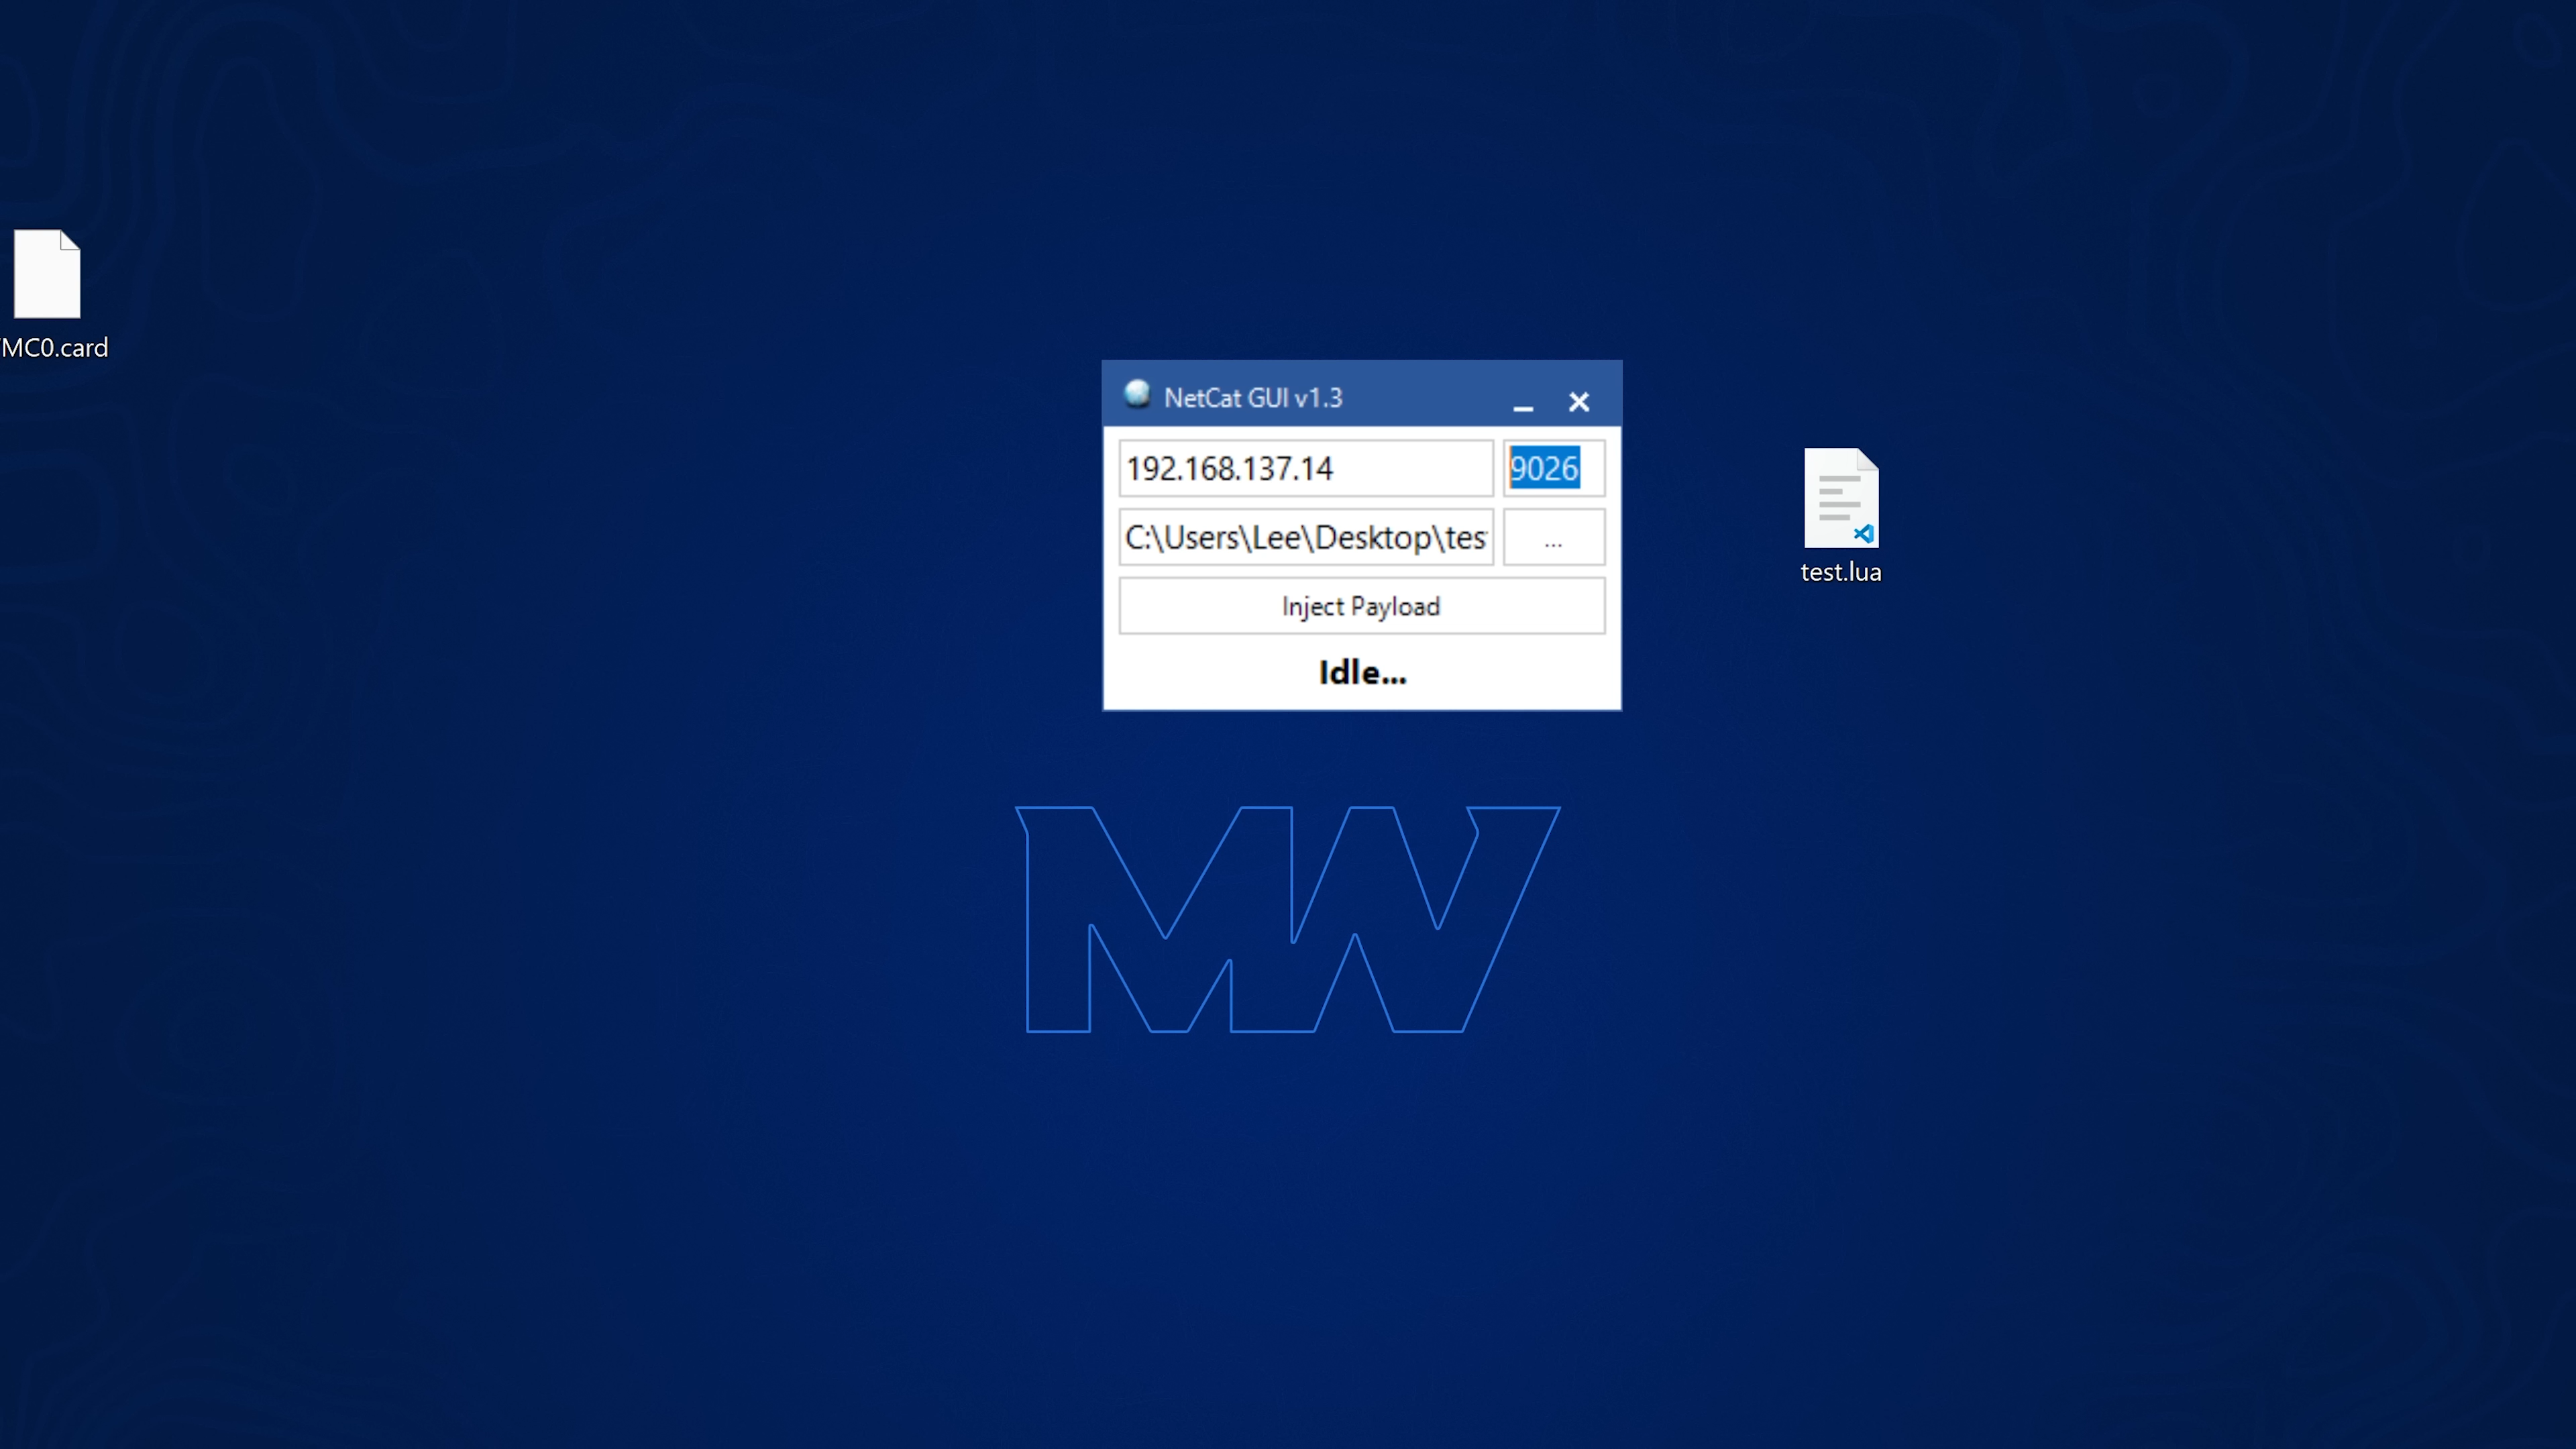 MC0.card
NetCat GUI v1.3
192.168.137.14 9026
C:\Users\Lee\Desktop\tes ...
Inject Payload
Idle...
test.lua
MW